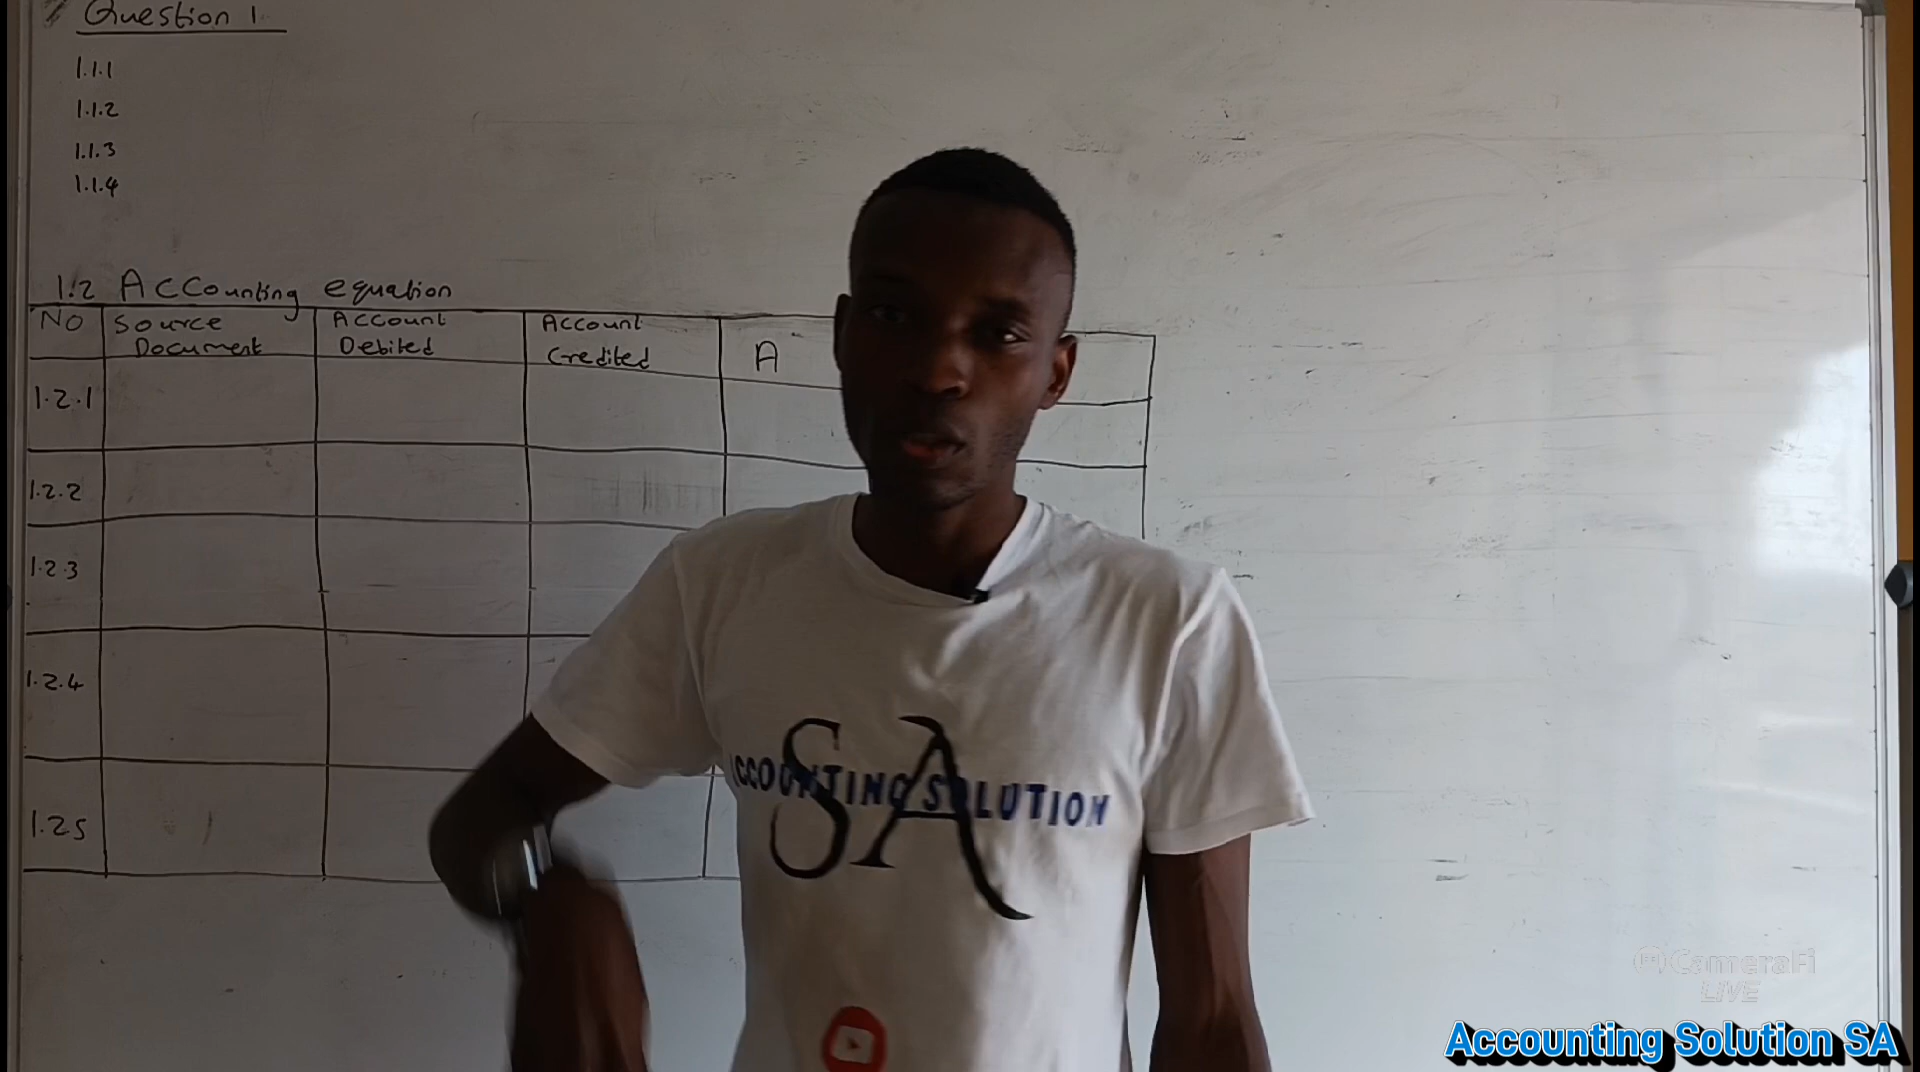 Question 1
1.1.1
1.1.2
1.1.3
1.1.4
1.2 Accounting equation
No
Source Document
Account Debited
Account Credited
A
1.2.1
1.2.2
1.2.3
1.2.4
1.2.5
SA
ACCOUNTING SOLUTION
CameraFi
LIVE
Accounting Solution SA